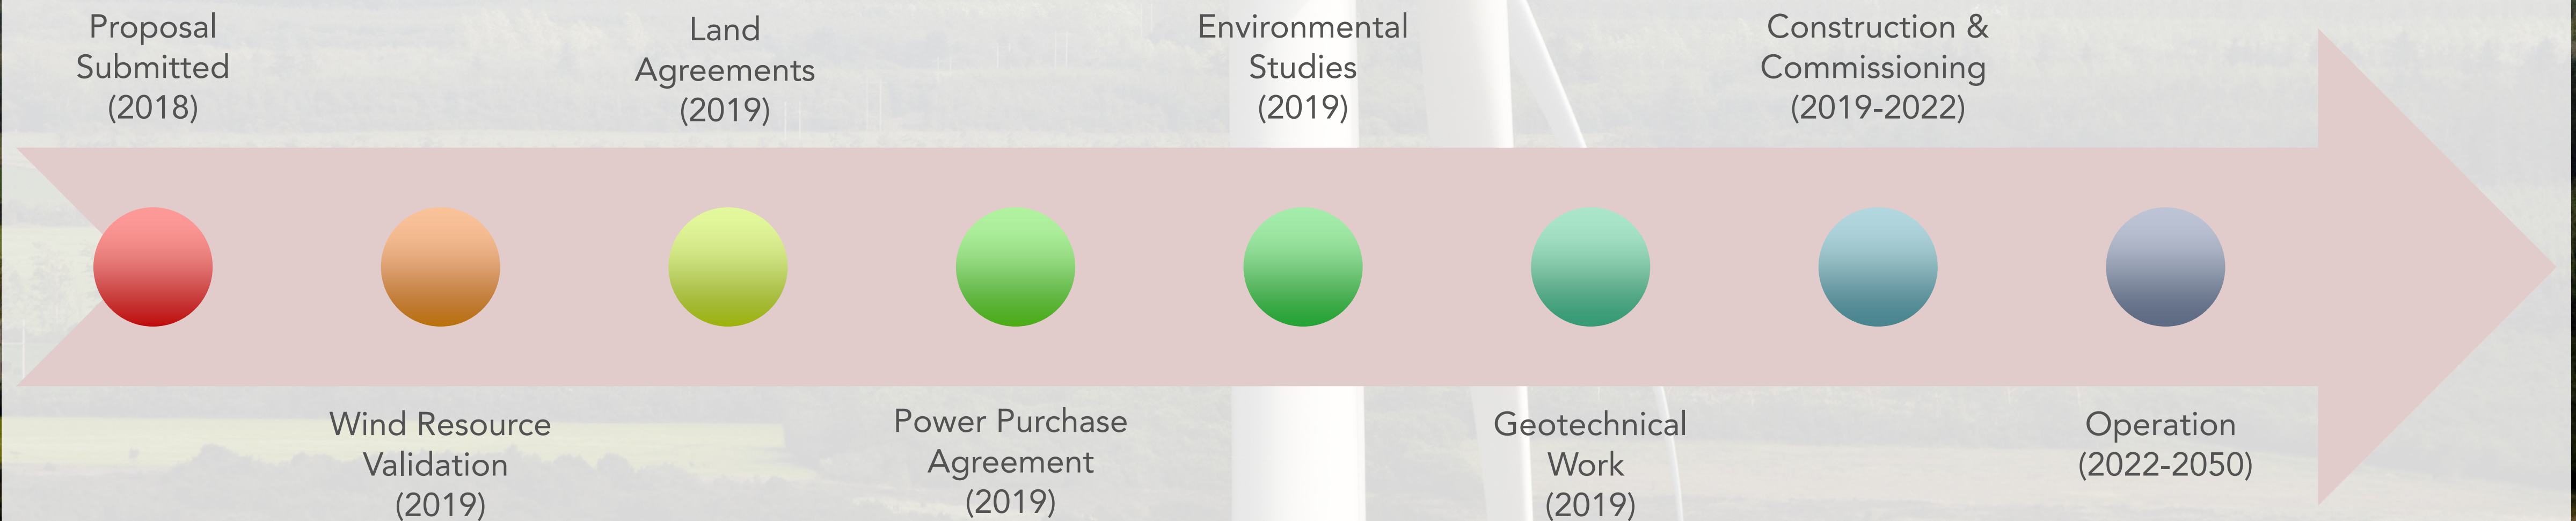 Proposal
Submitted
(2018)
Wind Resource
Validation
(2019)
Land
Agreements
(2019)
Power Purchase
Agreement
(2019)
Environmental
Studies
(2019)
Geotechnical
Work
(2019)
Construction &
Commissioning
(2019-2022)
Operation
(2022-2050)